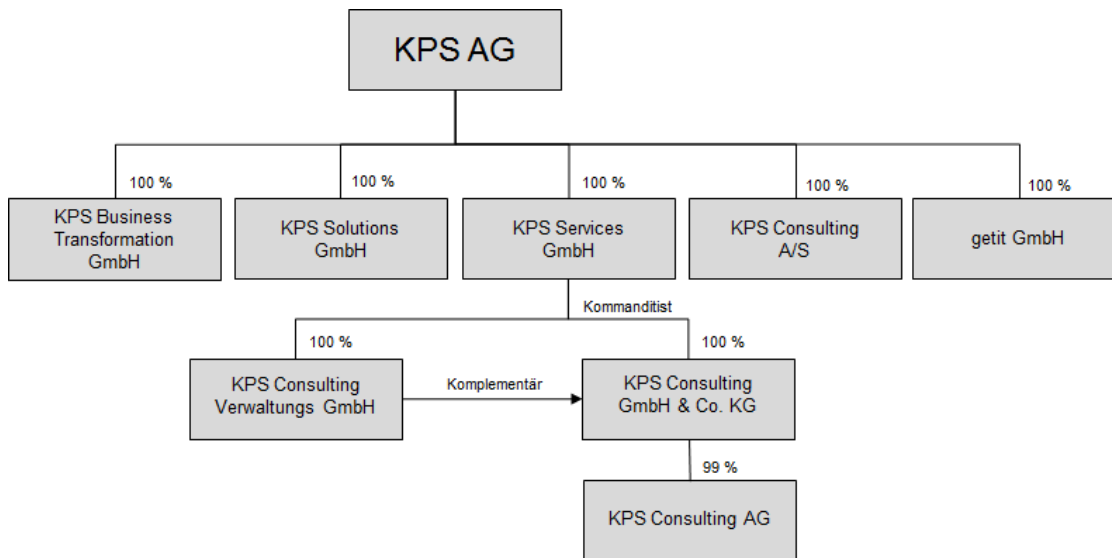 KPS AG
100 %
100 %
100 %
100 %
100 %
KPS Business
Transformation
GmbH
KPS Solutions
GmbH
KPS Services
GmbH
KPS Consulting
A/S
getit GmbH
Kommanditist
100 %
100 %
KPS Consulting
Verwaltungs GmbH
Komplementär
KPS Consulting
GmbH & Co. KG
99 %
KPS Consulting AG